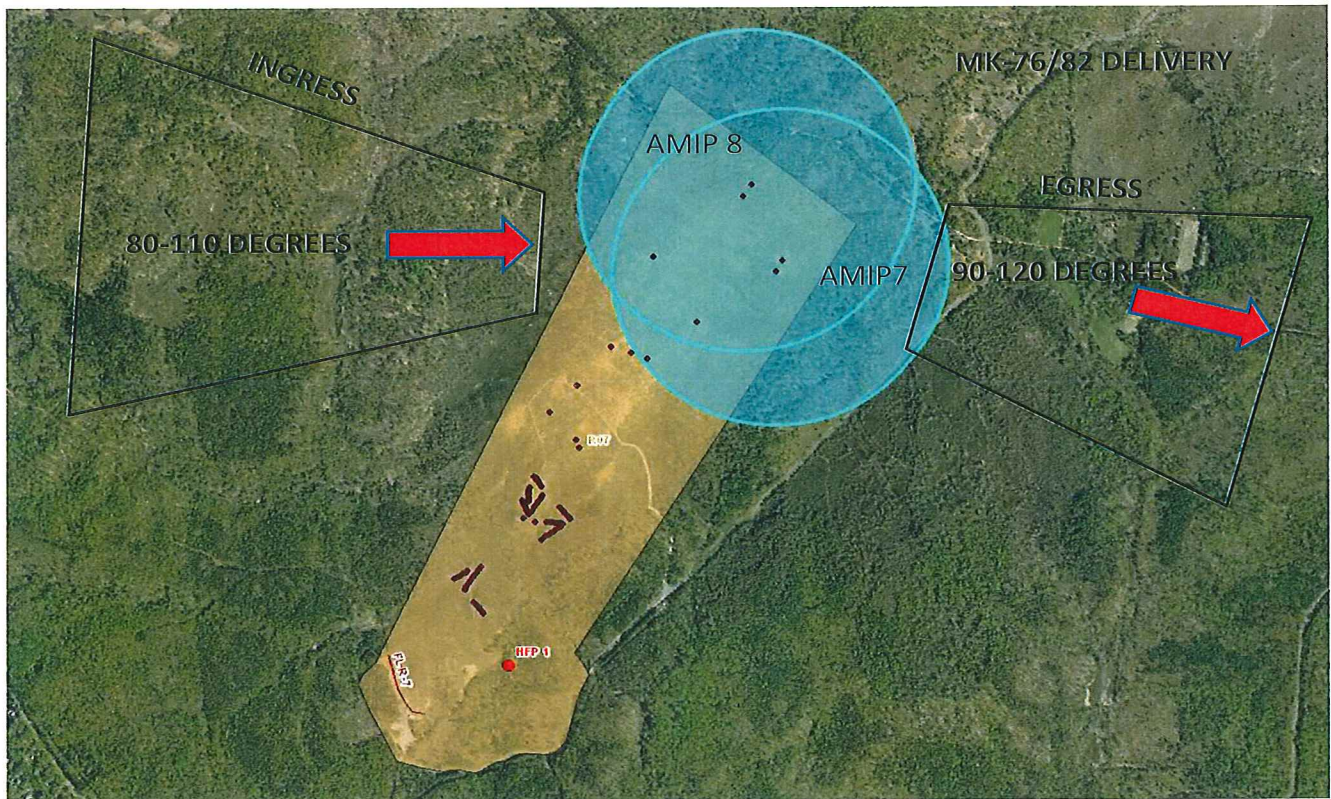 INGRESS
MK-76/82 DELIVERY
AMIP 8
EGRESS
80-110 DEGREES
AMIP7
90-120 DEGREES
HFP 1